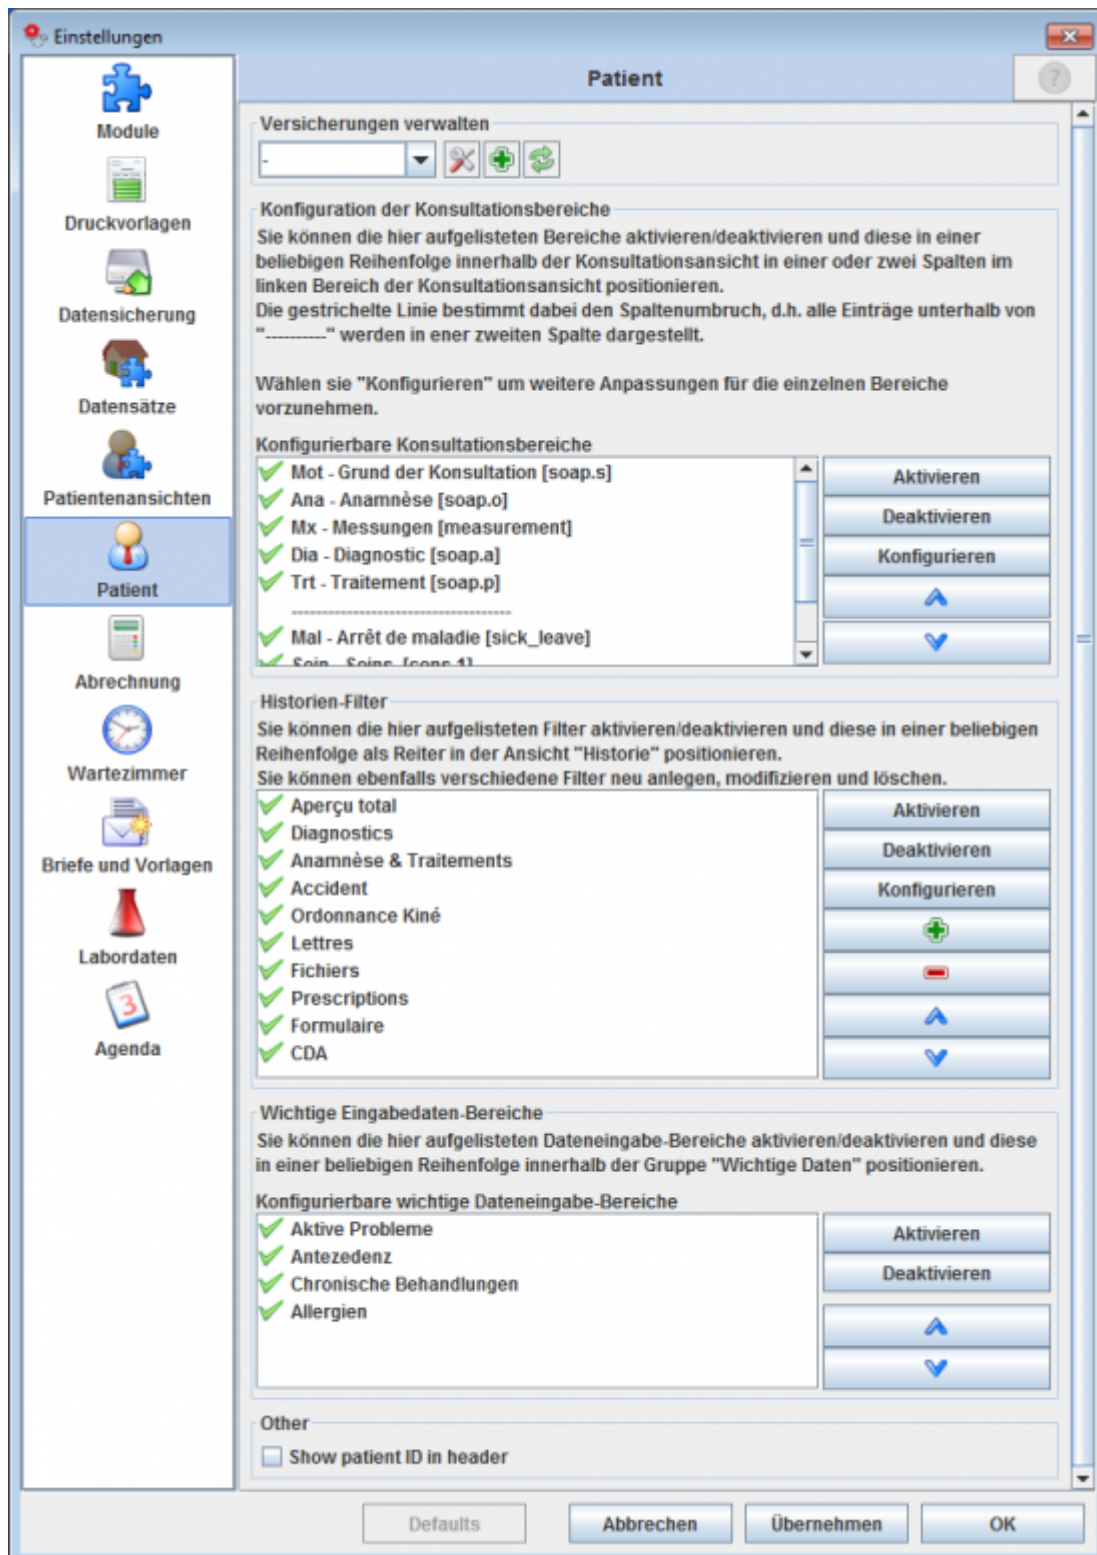 Einstellungen
Patient
?
Module
Druckvorlagen
Datensicherung
Datensätze
Patientenansichten
Patient
Abrechnung
Wartezimmer
Briefe und Vorlagen
Labordaten
3
Agenda
Versicherungen verwalten
-
Konfiguration der Konsultationsbereiche
Sie können die hier aufgelisteten Bereiche aktivieren/deaktivieren und diese in einer
beliebigen Reihenfolge innerhalb der Konsultationsansicht in einer oder zwei Spalten im
linken Bereich der Konsultationsansicht positionieren.
Die gestrichelte Linie bestimmt dabei den Spaltenumbruch, d.h. alle Einträge unterhalb von
"----------" werden in ener zweiten Spalte dargestellt.
Wählen sie "Konfigurieren" um weitere Anpassungen für die einzelnen Bereiche
vorzunehmen.
Konfigurierbare Konsultationsbereiche
Mot - Grund der Konsultation [soap.s]
Ana - Anamnèse [soap.o]
Mx - Messungen [measurement]
Dia - Diagnostic [soap.a]
Trt - Traitement [soap.p]
------------------------------------
Mal - Arrêt de maladie [sick_leave]
Soin - Soins [cons.1]
Aktivieren
Deaktivieren
Konfigurieren
Historien-Filter
Sie können die hier aufgelisteten Filter aktivieren/deaktivieren und diese in einer beliebigen
Reihenfolge als Reiter in der Ansicht "Historie" positionieren.
Sie können ebenfalls verschiedene Filter neu anlegen, modifizieren und löschen.
Aperçu total
Diagnostics
Anamnèse & Traitements
Accident
Ordonnance Kiné
Lettres
Fichiers
Prescriptions
Formulaire
CDA
Aktivieren
Deaktivieren
Konfigurieren
Wichtige Eingabedaten-Bereiche
Sie können die hier aufgelisteten Dateneingabe-Bereiche aktivieren/deaktivieren und diese
in einer beliebigen Reihenfolge innerhalb der Gruppe "Wichtige Daten" positionieren.
Konfigurierbare wichtige Dateneingabe-Bereiche
Aktive Probleme
Antezedenz
Chronische Behandlungen
Allergien
Aktivieren
Deaktivieren
Other
Show patient ID in header
Defaults
Abbrechen
Übernehmen
OK